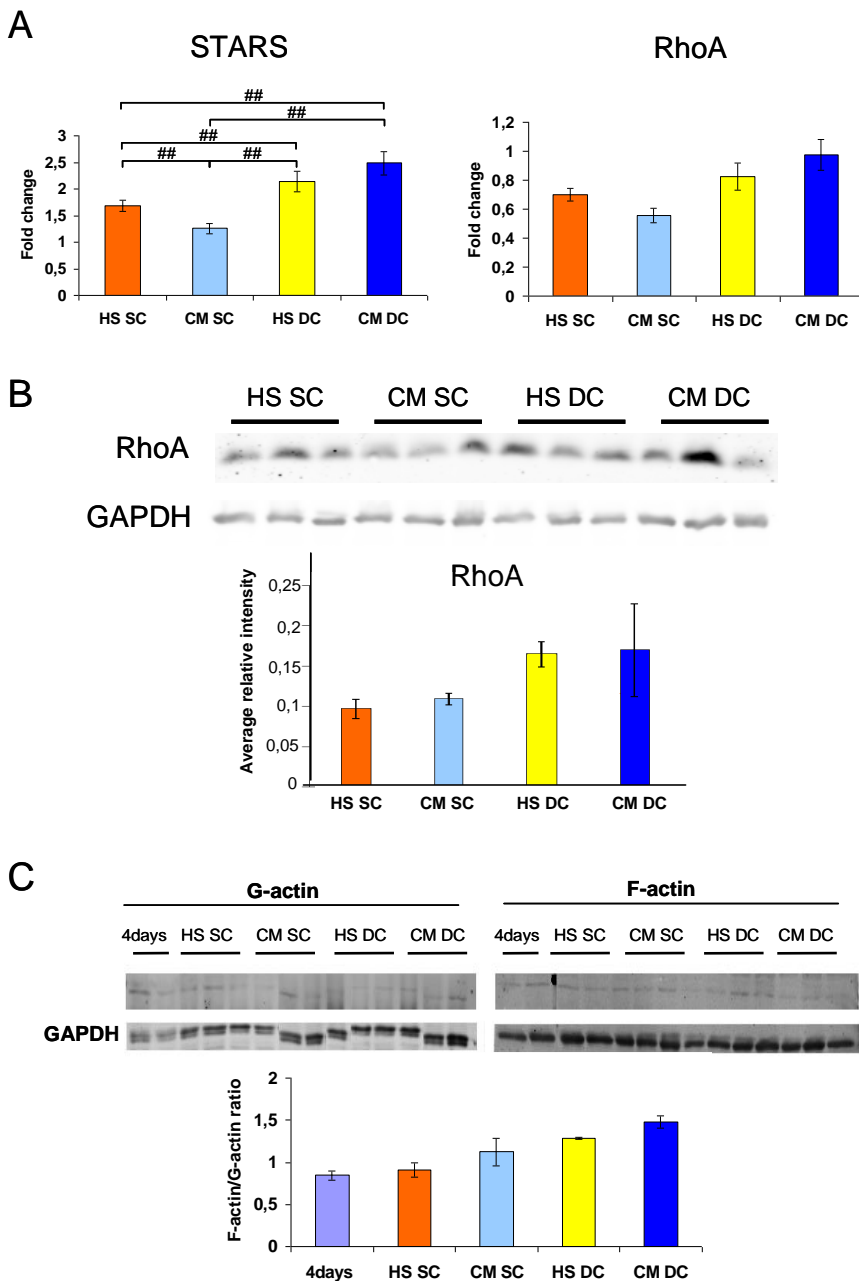 A
STARS
RhoA
##
##
##
##
##
Fold change
3
2,5
2
1,5
1
0,5
0
HS SC
CM SC
HS DC
CM DC
Fold change
1,2
1
0,8
0,6
0,4
0,2
0
HS SC
CM SC
HS DC
CM DC
B
HS SC
CM SC
HS DC
CM DC
RhoA
GAPDH
RhoA
Average relative intensity
0,25
0,2
0,15
0,1
0,05
0
HS SC
CM SC
HS DC
CM DC
C
G-actin
F-actin
4days HS SC CM SC HS DC CM DC
4days HS SC CM SC HS DC CM DC
GAPDH
F-actin/G-actin ratio
2
1,5
1
0,5
0
4days
HS SC
CM SC
HS DC
CM DC